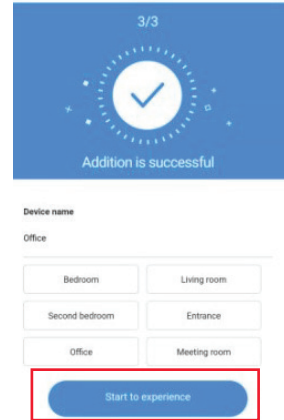 3/3
Addition is successful
Device name
Office
Bedroom Living room
Second bedroom Entrance
Office Meeting room
Start to experience